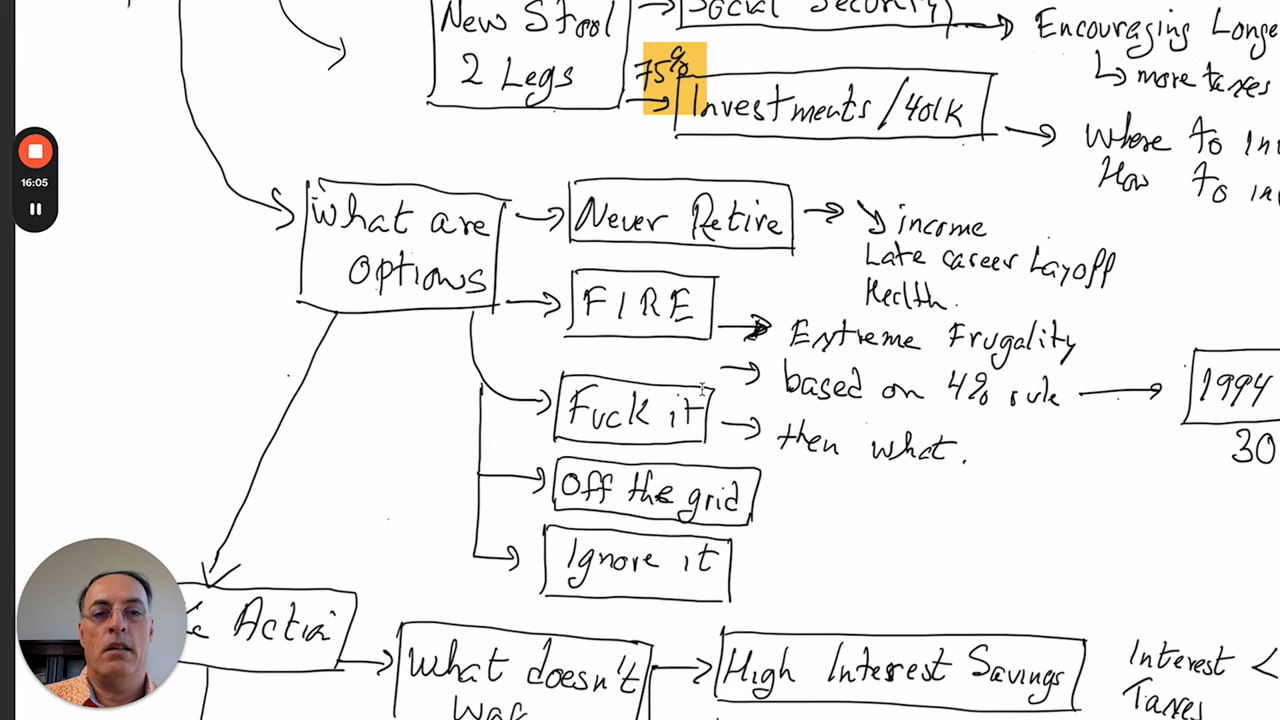 New Stool
2 Legs
Social Security
Encouraging Longe
↳ more taxes
75%
Investments / 401K
Where to in
How to in
What are
options
Never Retire
↘ income
Late career Layoff
Health.
FIRE
Extreme Frugality
based on 4% rule
1994
30
then what.
Fuck it
Off the grid
Ignore it
16:05
Actio
What doesn't
High Interest Savings
Interest <
Taxes